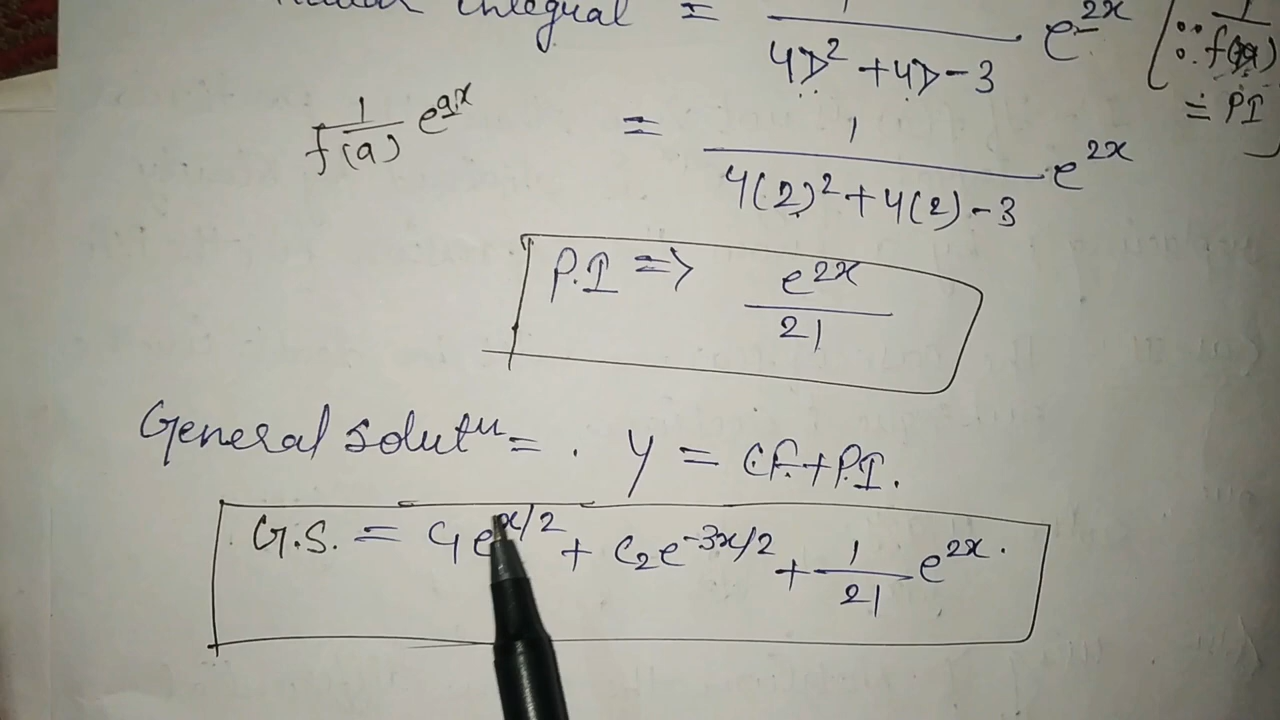 integral = 1/(4D²+4D-3) e^2x [∵ 1/f(a)
= PI]
1/f(a) e^ax = 1/(4(2)²+4(2)-3) e^2x
P.I => e^2x/21
General solutⁿ = . y = C.F.+P.I.
G.S. = C₁e^x/2 + C₂e^-3x/2 + 1/21 e^2x.